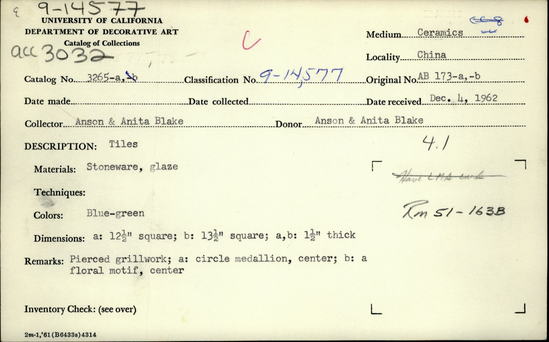 9-14577
UNIVERSITY OF CALIFORNIA
DEPARTMENT OF DECORATIVE ART
Catalog of Collections
acc 3032
C
Medium Ceramics
Locality China
Catalog No. 3265-a,b Classification No. 9-14,577 Original No. AB 173-a,-b
Date made Date collected Date received Dec. 4, 1962
Collector Anson & Anita Blake Donor Anson & Anita Blake
DESCRIPTION: Tiles
4.1
Materials: Stoneware, glaze
Techniques:
Rm 51-163B
Colors: Blue-green
Dimensions: a: 12½" square; b: 13½" square; a,b: 1½" thick
Remarks: Pierced grillwork; a: circle medallion, center; b: a
floral motif, center
Inventory Check: (see over)
2m-1,'61(B6433s)4314